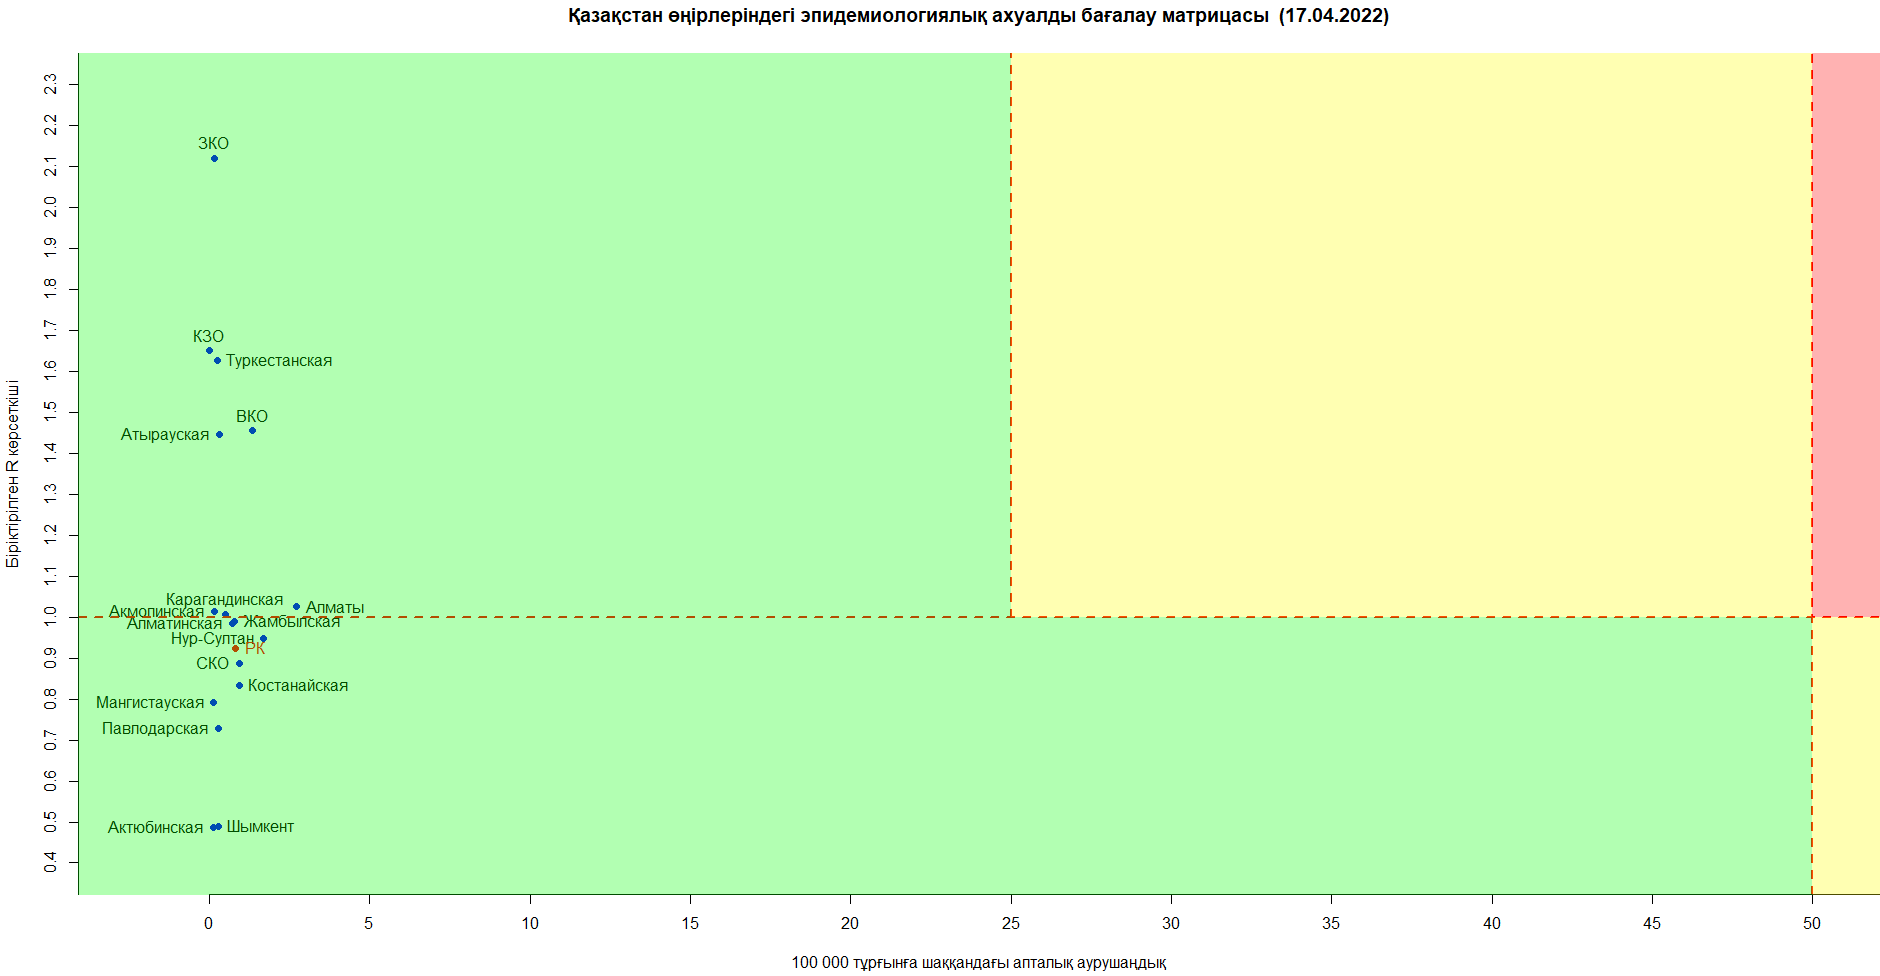 Қазақстан өңірлеріндегі эпидемиологиялық ахуалды бағалау матрицасы (17.04.2022)
Біріктірілген R көрсеткіші
2.3
2.2
2.1
2.0
1.9
1.8
1.7
1.6
1.5
1.4
1.3
1.2
1.1
1.0
0.9
0.8
0.7
0.6
0.5
0.4
ЗКО
КЗО
Туркестанская
ВКО
Атырауская
Карагандинская
Алматы
Акмолинская
Жамбылская
Алматинская
Нур-Султан
РК
СКО
Костанайская
Мангистауская
Павлодарская
Актюбинская
Шымкент
0 5 10 15 20 25 30 35 40 45 50
100 000 тұрғынға шаққандағы апталық аурушаңдық